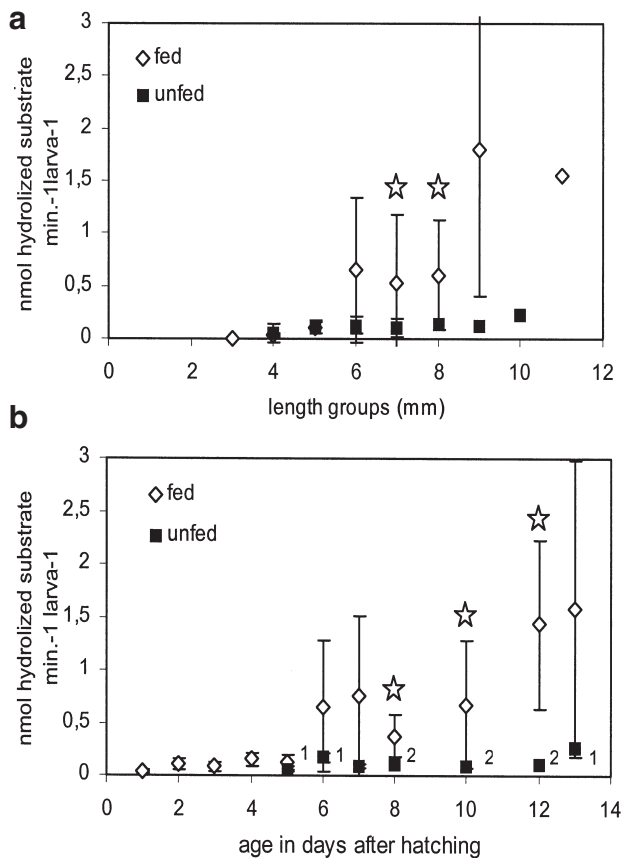 a
3
2,5
2
1,5
1
0,5
0
nmol hydrolized substrate
min.-1larva-1
fed
unfed
0 2 4 6 8 10 12
length groups (mm)
b
3
2,5
2
1,5
1
0,5
0
nmol hydrolized substrate
min.-1 larva-1
fed
unfed
1 1 2 2 2 1
0 2 4 6 8 10 12 14
age in days after hatching